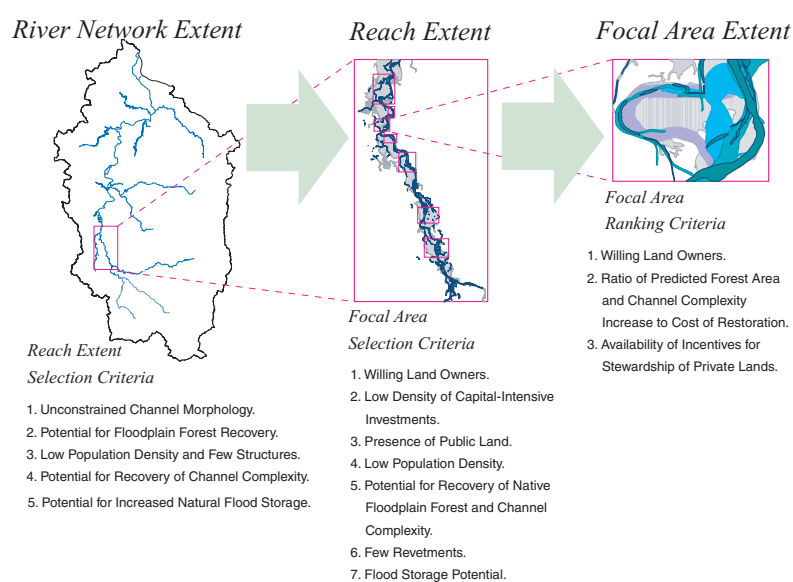 River Network Extent
Reach Extent
Focal Area Extent
Reach Extent
Selection Criteria
1. Unconstrained Channel Morphology.
2. Potential for Floodplain Forest Recovery.
3. Low Population Density and Few Structures.
4. Potential for Recovery of Channel Complexity.
5. Potential for Increased Natural Flood Storage.
Focal Area
Selection Criteria
1. Willing Land Owners.
2. Low Density of Capital-Intensive
Investments.
3. Presence of Public Land.
4. Low Population Density.
5. Potential for Recovery of Native
Floodplain Forest and Channel
Complexity.
6. Few Revetments.
7. Flood Storage Potential.
Focal Area
Ranking Criteria
1. Willing Land Owners.
2. Ratio of Predicted Forest Area
and Channel Complexity
Increase to Cost of Restoration.
3. Availability of Incentives for
Stewardship of Private Lands.